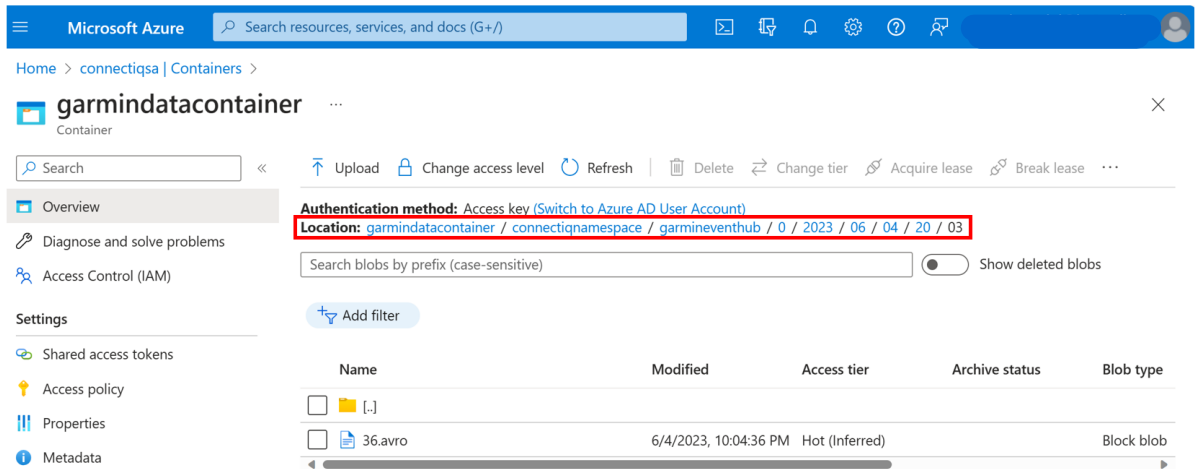 Microsoft Azure
Search resources, services, and docs (G+/)
Home > connectiqsa | Containers >
garmindatacontainer ...
Container
Search
«
Upload
Change access level
Refresh
Delete
Change tier
Acquire lease
Break lease
...
Overview
Diagnose and solve problems
Access Control (IAM)
Settings
Shared access tokens
Access policy
Properties
Metadata
Authentication method: Access key (Switch to Azure AD User Account)
Location: garmindatacontainer / connectiqnamespace / garmineventhub / 0 / 2023 / 06 / 04 / 20 / 03
Search blobs by prefix (case-sensitive)
Show deleted blobs
Add filter
Name Modified Access tier Archive status Blob type
[..]
36.avro 6/4/2023, 10:04:36 PM Hot (Inferred) Block blob